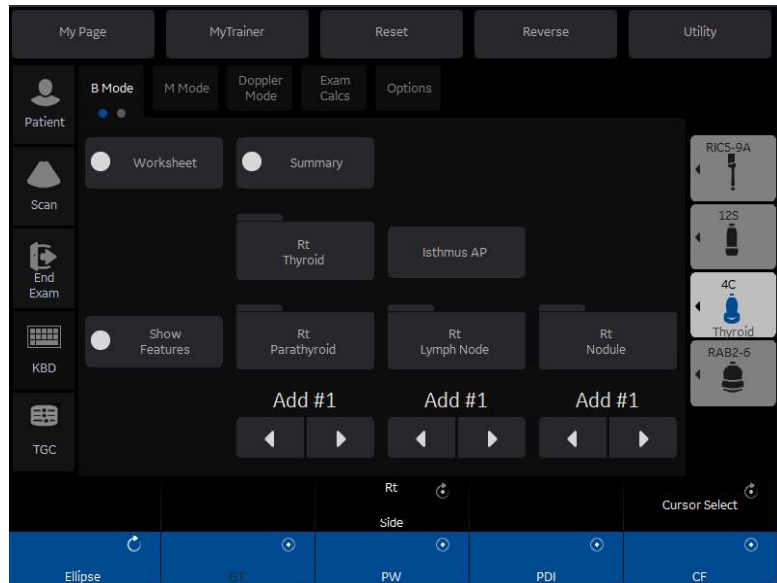 My Page
MyTrainer
Reset
Reverse
Utility
Patient
Scan
End
Exam
KBD
TGC
B Mode
M Mode
Doppler
Mode
Exam
Calcs
Options
Worksheet
Summary
Rt
Thyroid
Isthmus AP
Show
Features
Rt
Parathyroid
Rt
Lymph Node
Rt
Nodule
Add #1
Add #1
Add #1
RIC5-9A
12S
4C
Thyroid
RAB2-6
Rt
Side
Cursor Select
Ellipse
GT
PW
PDI
CF